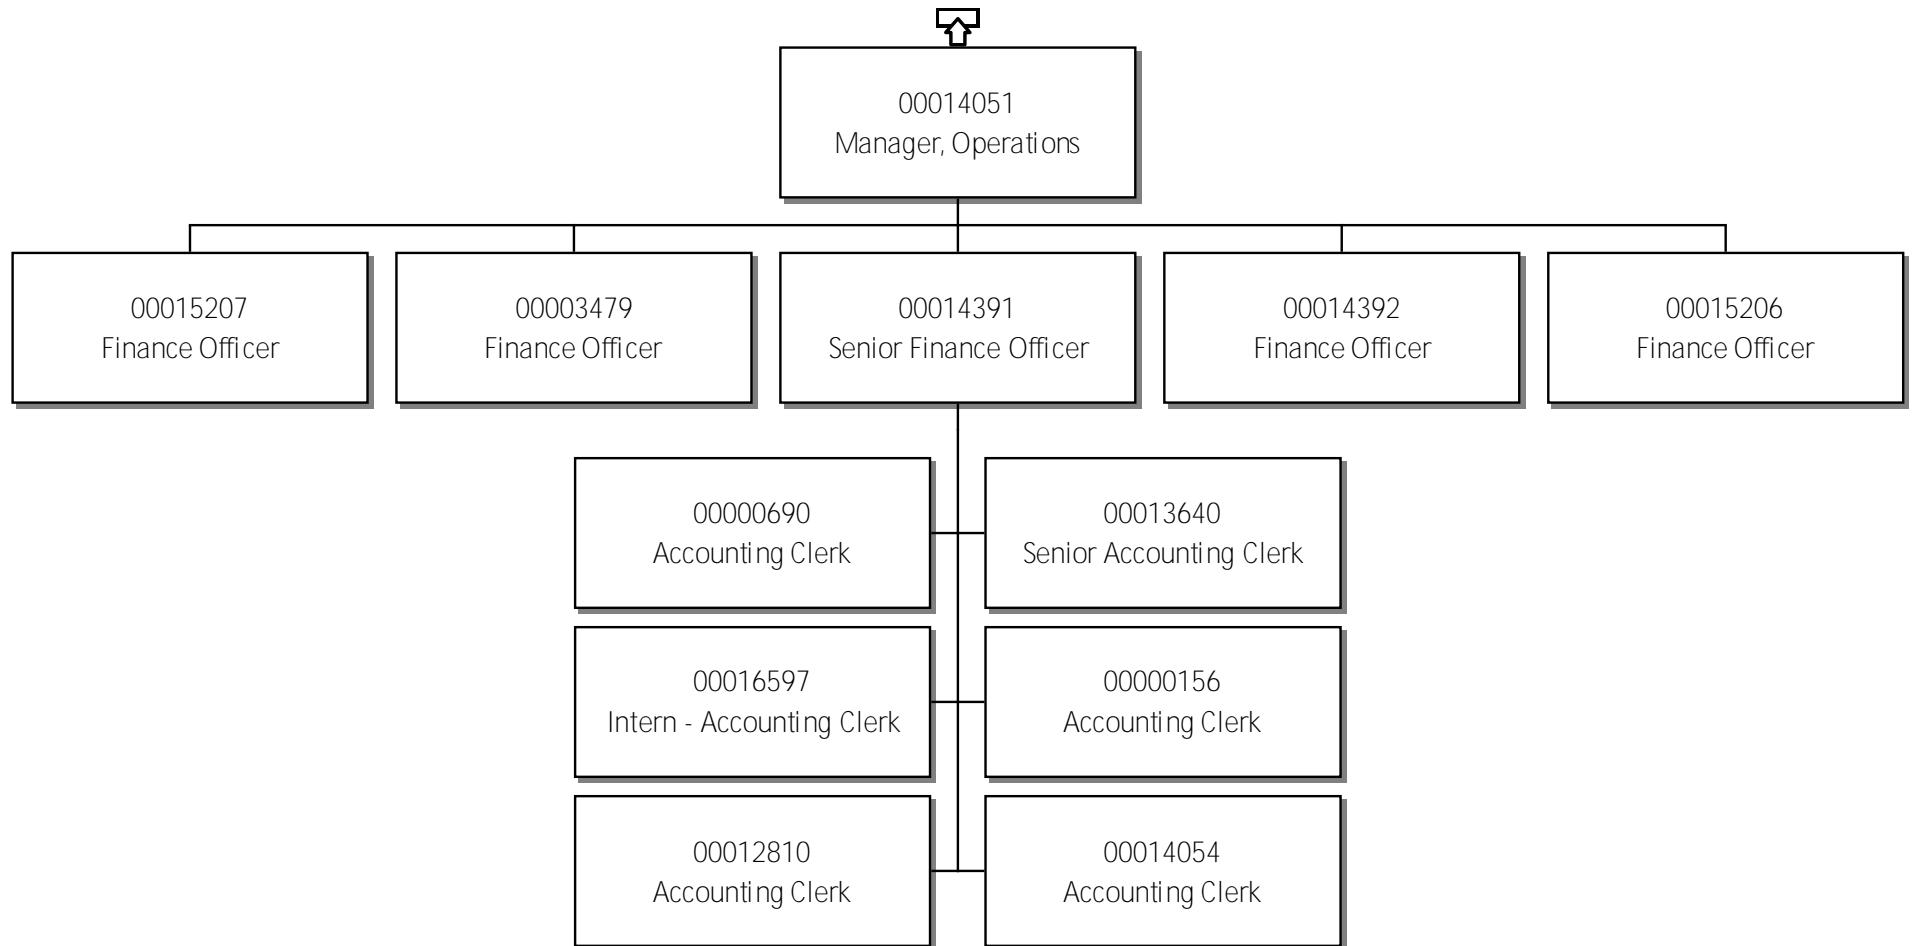 00014051
Manager, Operations
00015207
Finance Officer
00003479
Finance Officer
00014391
Senior Finance Officer
00014392
Finance Officer
00015206
Finance Officer
00000690
Accounting Clerk
00013640
Senior Accounting Clerk
00016597
Intern - Accounting Clerk
00000156
Accounting Clerk
00012810
Accounting Clerk
00014054
Accounting Clerk